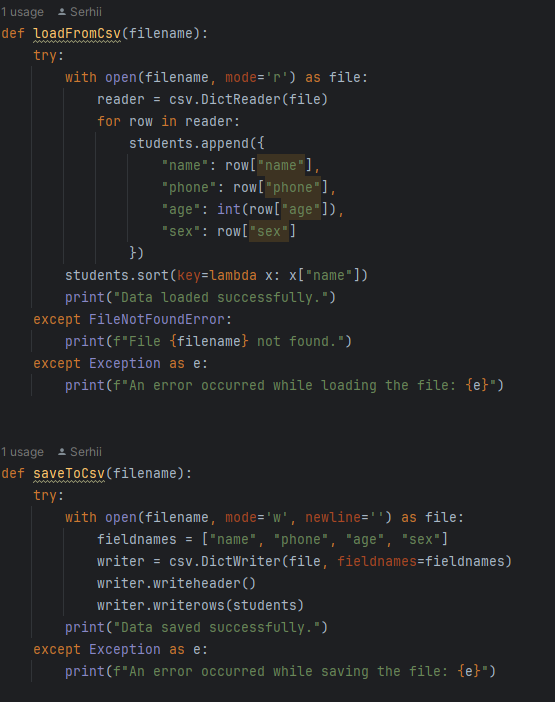 1 usage Serhii
def loadFromCsv(filename):
    try:
        with open(filename, mode='r') as file:
            reader = csv.DictReader(file)
            for row in reader:
                students.append({
                    "name": row["name"],
                    "phone": row["phone"],
                    "age": int(row["age"]),
                    "sex": row["sex"]
                })
        students.sort(key=lambda x: x["name"])
        print("Data loaded successfully.")
    except FileNotFoundError:
        print(f"File {filename} not found.")
    except Exception as e:
        print(f"An error occurred while loading the file: {e}")
1 usage Serhii
def saveToCsv(filename):
    try:
        with open(filename, mode='w', newline='') as file:
            fieldnames = ["name", "phone", "age", "sex"]
            writer = csv.DictWriter(file, fieldnames=fieldnames)
            writer.writeheader()
            writer.writerows(students)
        print("Data saved successfully.")
    except Exception as e:
        print(f"An error occurred while saving the file: {e}")